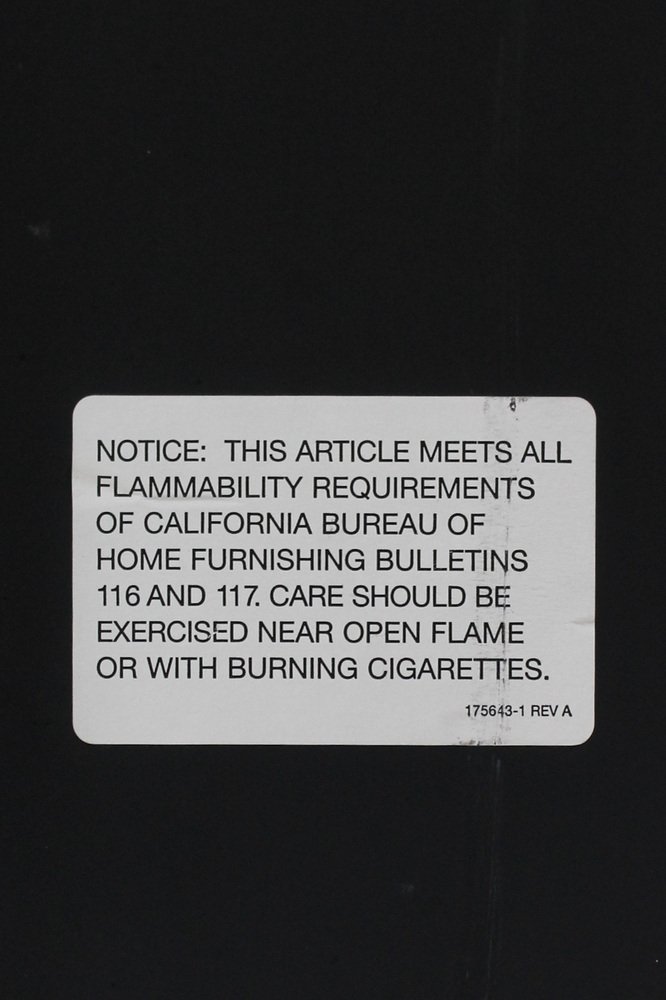 NOTICE: THIS ARTICLE MEETS ALL
FLAMMABILITY REQUIREMENTS
OF CALIFORNIA BUREAU OF
HOME FURNISHING BULLETINS
116 AND 117. CARE SHOULD BE
EXERCISED NEAR OPEN FLAME
OR WITH BURNING CIGARETTES.
175643-1 REV A